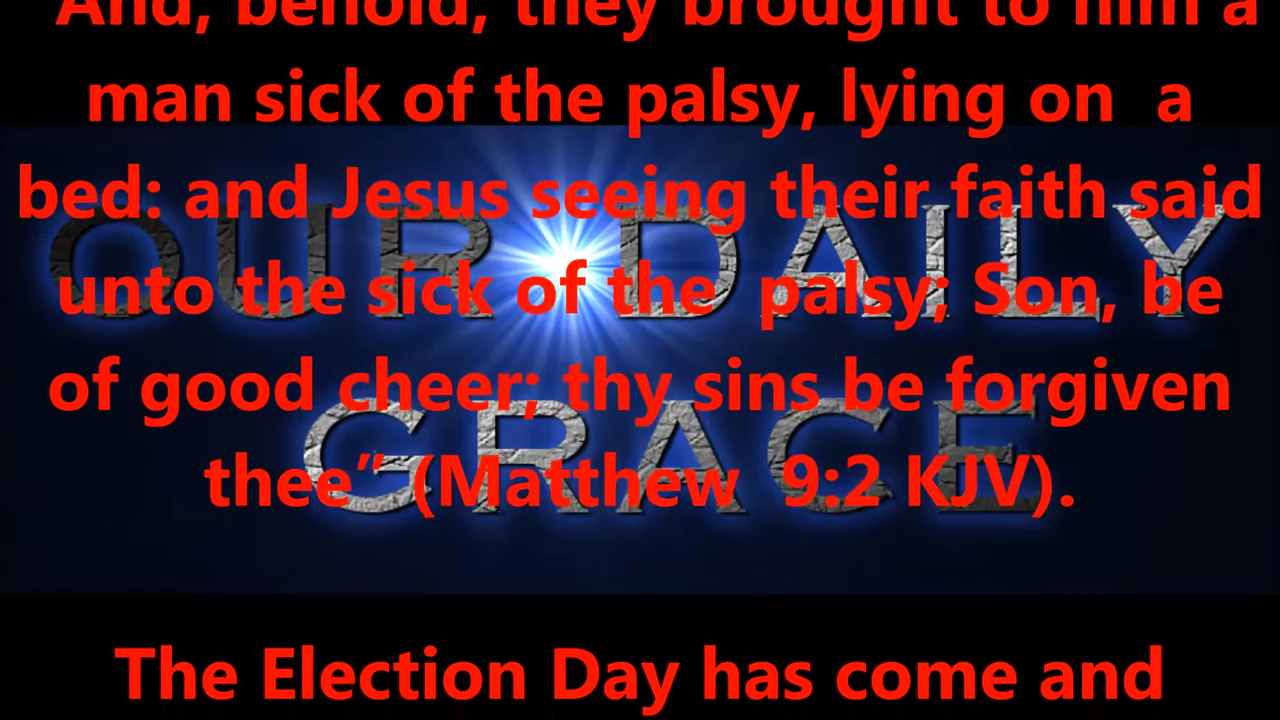 And, behold, they brought to him a
man sick of the palsy, lying on a
bed: and Jesus seeing their faith said
unto the sick of the palsy; Son, be
of good cheer; thy sins be forgiven
thee” (Matthew 9:2 KJV).
The Election Day has come and
OUR DAILY
GRACE